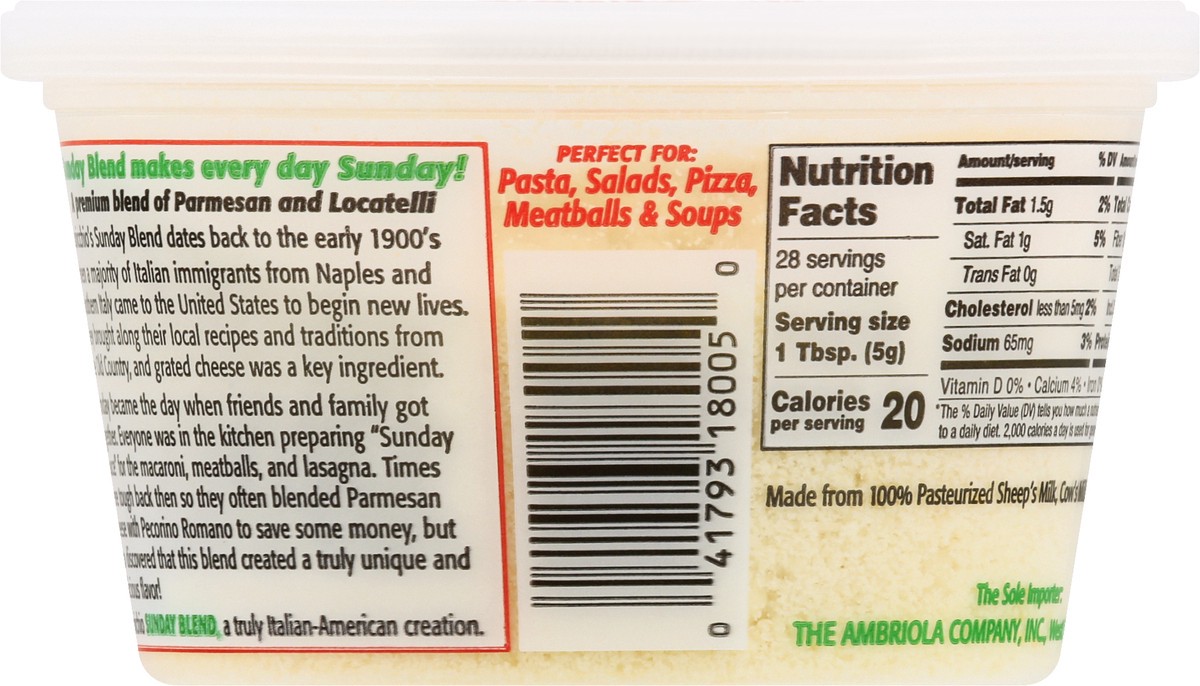 Blend makes every day Sunday!
premium blend of Parmesan and Locatelli
Sunday Blend dates back to the early 1900's
a majority of Italian immigrants from Naples and
Italy came to the United States to begin new lives.
along their local recipes and traditions from
Country, and grated cheese was a key ingredient.
became the day when friends and family got
Everyone was in the kitchen preparing "Sunday
for the macaroni, meatballs, and lasagna. Times
back then so they often blended Parmesan
with Pecorino Romano to save some money, but
discovered that this blend created a truly unique and
flavor!
SUNDAY BLEND, a truly Italian-American creation.
PERFECT FOR:
Pasta, Salads, Pizza,
Meatballs & Soups
0 41793 18005 0
Nutrition
Facts
28 servings
per container
Serving size
1 Tbsp. (5g)
Calories
per serving 20
Amount/serving % DV
Total Fat 1.5g 2%
Sat. Fat 1g 5%
Trans Fat 0g
Cholesterol less than 5mg 2%
Sodium 65mg 3%
Vitamin D 0% • Calcium 4% • Iron
*The % Daily Value (DV) tells you how much a
to a daily diet. 2,000 calories a day is used
Made from 100% Pasteurized Sheep's Milk, Cow's
The Sole Importer:
THE AMBRIOLA COMPANY, INC.,